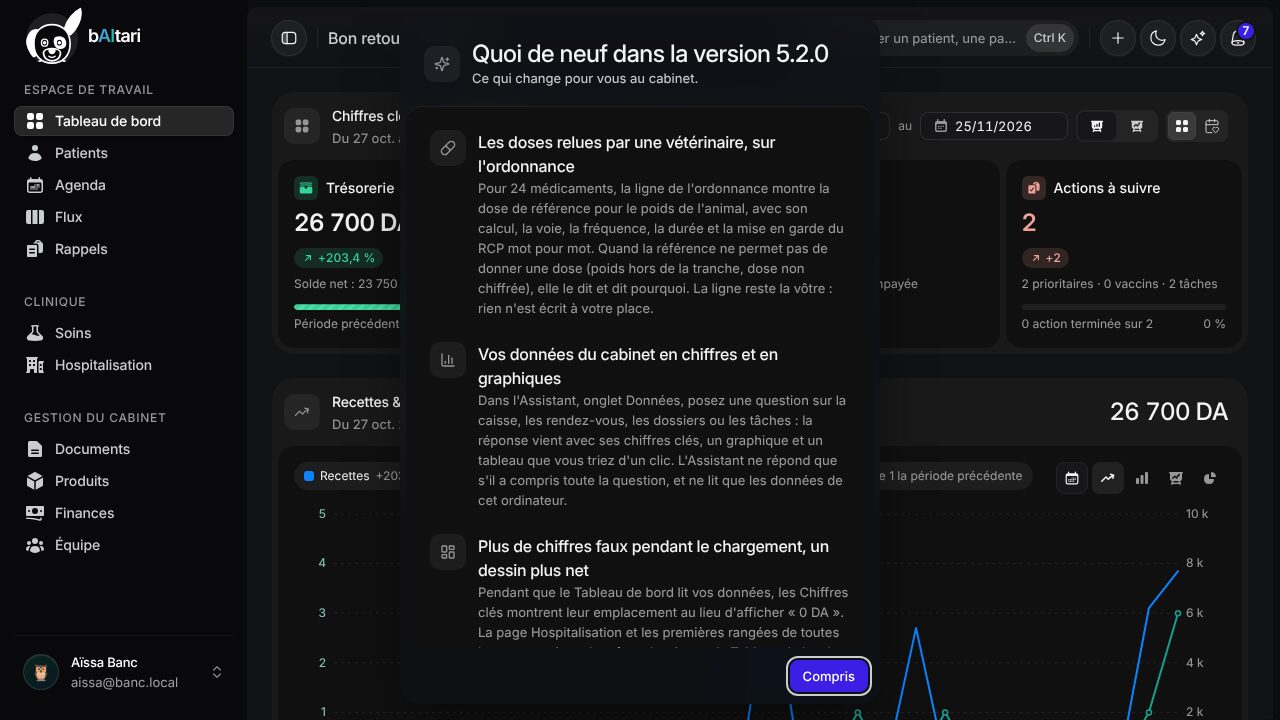 bAItari
ESPACE DE TRAVAIL
Tableau de bord
Patients
Agenda
Flux
Rappels
CLINIQUE
Soins
Hospitalisation
GESTION DU CABINET
Documents
Produits
Finances
Équipe
Aïssa Banc
aissa@banc.local
Bon retou
er un patient, une pa...
Ctrl K
7
Quoi de neuf dans la version 5.2.0
Ce qui change pour vous au cabinet.
Les doses relues par une vétérinaire, sur
l'ordonnance
Pour 24 médicaments, la ligne de l'ordonnance montre la
dose de référence pour le poids de l'animal, avec son
calcul, la voie, la fréquence, la durée et la mise en garde du
RCP mot pour mot. Quand la référence ne permet pas de
donner une dose (poids hors de la tranche, dose non
chiffrée), elle le dit et dit pourquoi. La ligne reste la vôtre :
rien n'est écrit à votre place.
Vos données du cabinet en chiffres et en
graphiques
Dans l'Assistant, onglet Données, posez une question sur la
caisse, les rendez-vous, les dossiers ou les tâches : la
réponse vient avec ses chiffres clés, un graphique et un
tableau que vous triez d'un clic. L'Assistant ne répond que
s'il a compris toute la question, et ne lit que les données de
cet ordinateur.
Plus de chiffres faux pendant le chargement, un
dessin plus net
Pendant que le Tableau de bord lit vos données, les Chiffres
clés montrent leur emplacement au lieu d'afficher « 0 DA ».
La page Hospitalisation et les premières rangées de toutes
Compris
Chiffres clé
Du 27 oct.
au
25/11/2026
Trésorerie
26 700 DA
+203,4 %
Solde net : 23 750
Période précédent
npayée
Actions à suivre
2
+2
2 prioritaires · 0 vaccins · 2 tâches
0 action terminée sur 2
0 %
Recettes &
Du 27 oct.
26 700 DA
Recettes +203
e 1 la période précédente
5
4
3
2
1
10 k
8 k
6 k
4 k
2 k